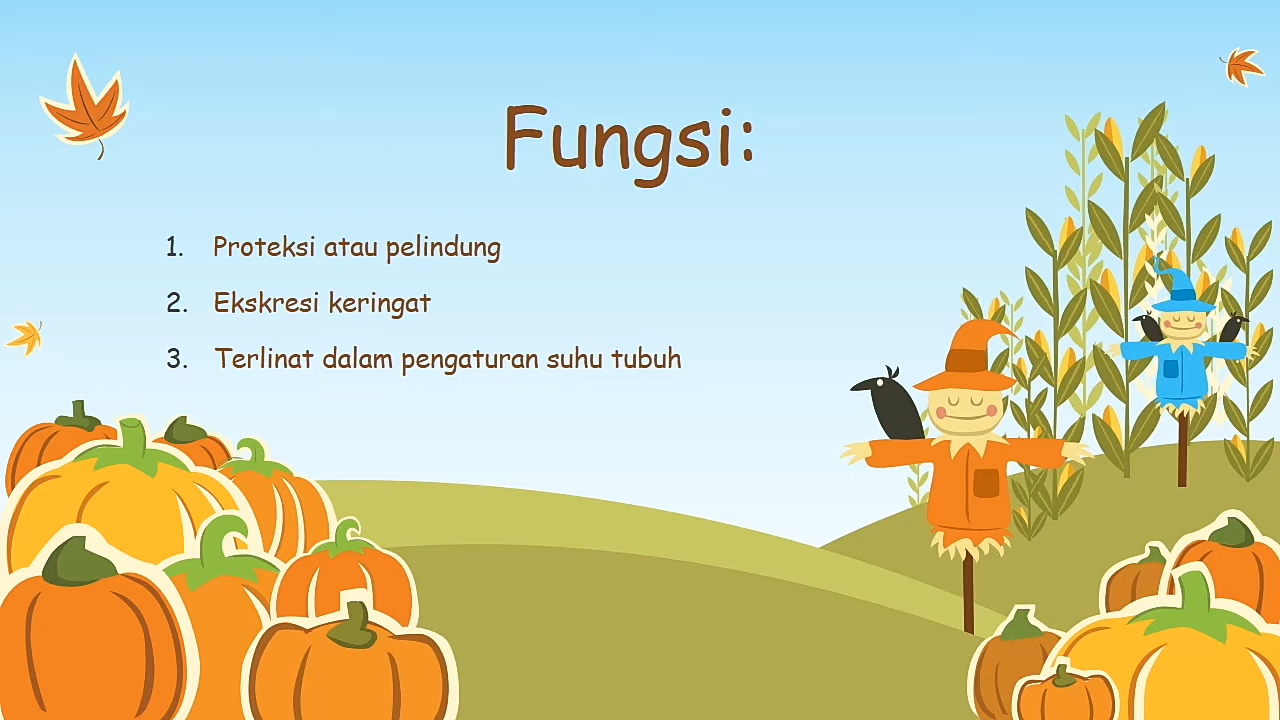 Fungsi:
1. Proteksi atau pelindung
2. Ekskresi keringat
3. Terlinat dalam pengaturan suhu tubuh